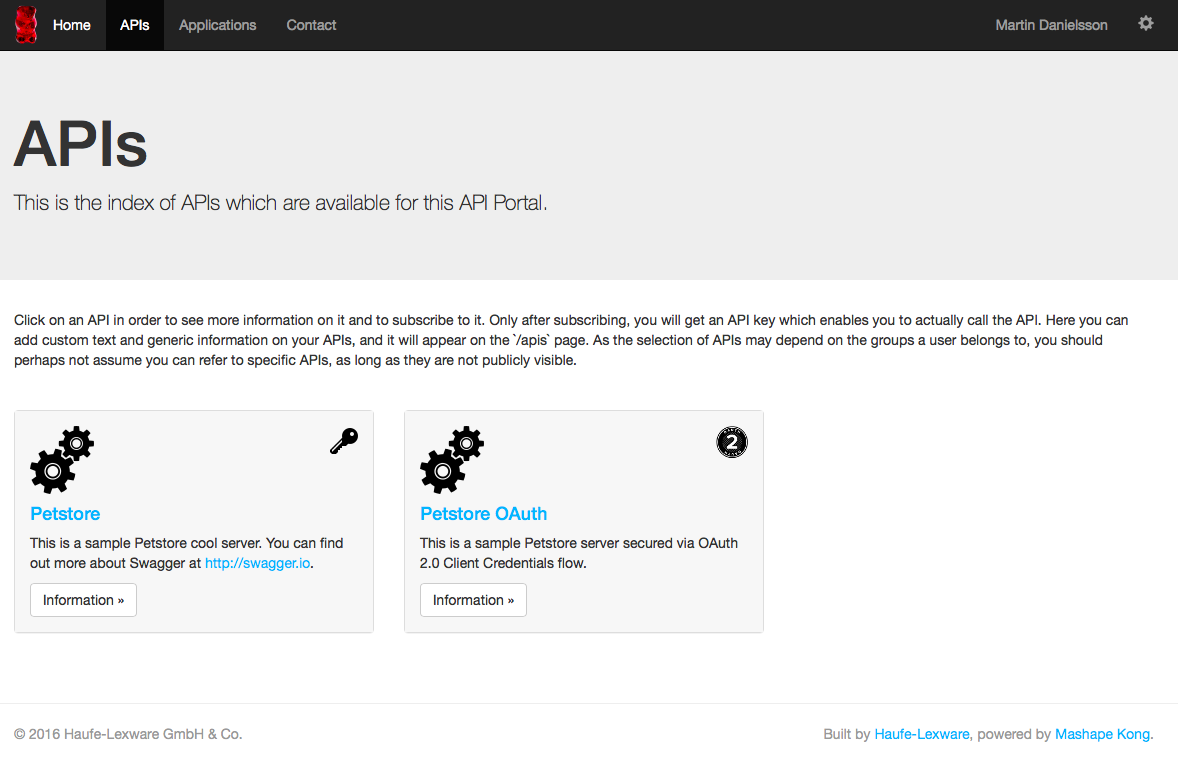 Home APIs Applications Contact Martin Danielsson
APIs
This is the index of APIs which are available for this API Portal.
Click on an API in order to see more information on it and to subscribe to it. Only after subscribing, you will get an API key which enables you to actually call the API. Here you can
add custom text and generic information on your APIs, and it will appear on the `/apis` page. As the selection of APIs may depend on the groups a user belongs to, you should
perhaps not assume you can refer to specific APIs, as long as they are not publicly visible.
Petstore
This is a sample Petstore cool server. You can find
out more about Swagger at http://swagger.io.
Information »
2
Petstore OAuth
This is a sample Petstore server secured via OAuth
2.0 Client Credentials flow.
Information »
© 2016 Haufe-Lexware GmbH & Co.
Built by Haufe-Lexware, powered by Mashape Kong.